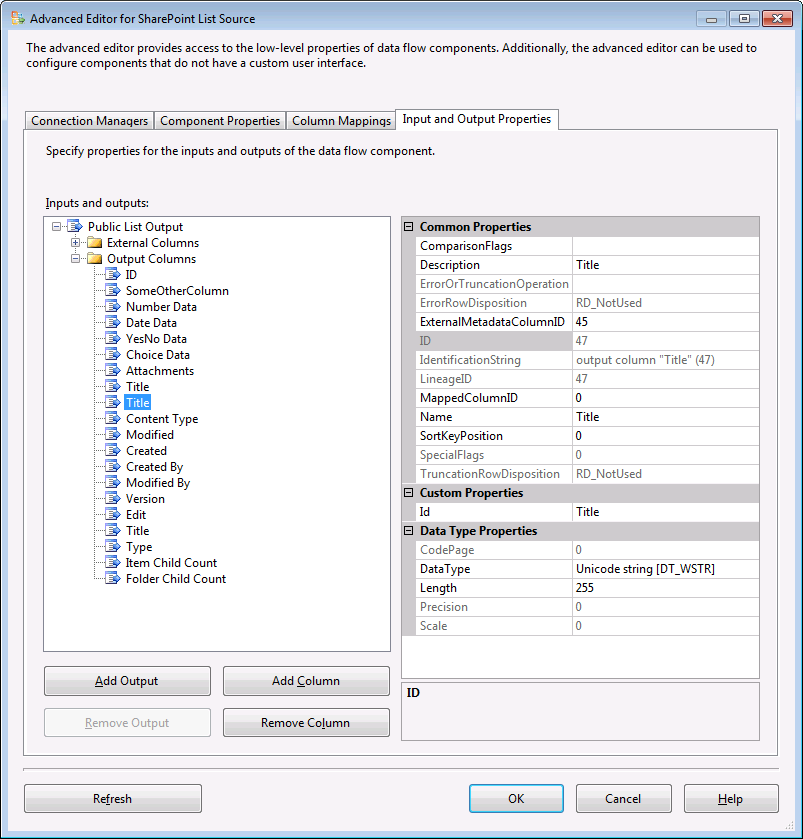 Advanced Editor for SharePoint List Source
The advanced editor provides access to the low-level properties of data flow components. Additionally, the advanced editor can be used to
configure components that do not have a custom user interface.
Connection Managers Component Properties Column Mappings Input and Output Properties
Specify properties for the inputs and outputs of the data flow component.
Inputs and outputs:
Public List Output
External Columns
Output Columns
ID
SomeOtherColumn
Number Data
Date Data
YesNo Data
Choice Data
Attachments
Title
Title
Content Type
Modified
Created
Created By
Modified By
Version
Edit
Title
Type
Item Child Count
Folder Child Count
Common Properties
ComparisonFlags
Description Title
ErrorOrTruncationOperation
ErrorRowDisposition RD_NotUsed
ExternalMetadataColumnID 45
ID 47
IdentificationString output column "Title" (47)
LineageID 47
MappedColumnID 0
Name Title
SortKeyPosition 0
SpecialFlags 0
TruncationRowDisposition RD_NotUsed
Custom Properties
Id Title
Data Type Properties
CodePage 0
DataType Unicode string [DT_WSTR]
Length 255
Precision 0
Scale 0
ID
Add Output Add Column
Remove Output Remove Column
Refresh OK Cancel Help